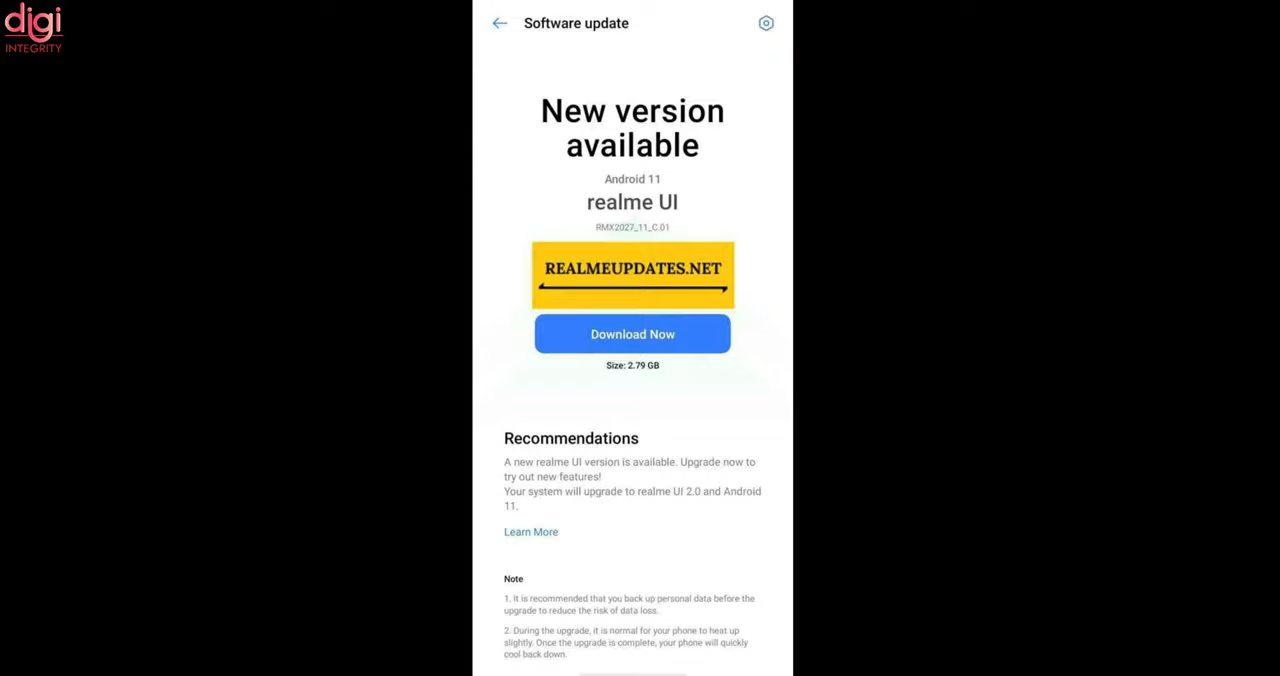 digi
INTEGRITY
Software update
New version
available
Android 11
realme UI
RMX2027_11_C.01
REALMEUPDATES.NET
Download Now
Size: 2.79 GB
Recommendations
A new realme UI version is available. Upgrade now to
try out new features!
Your system will upgrade to realme UI 2.0 and Android
11.
Learn More
Note
1. It is recommended that you back up personal data before the
upgrade to reduce the risk of data loss.
2. During the upgrade, it is normal for your phone to heat up
slightly. Once the upgrade is complete, your phone will quickly
cool back down.